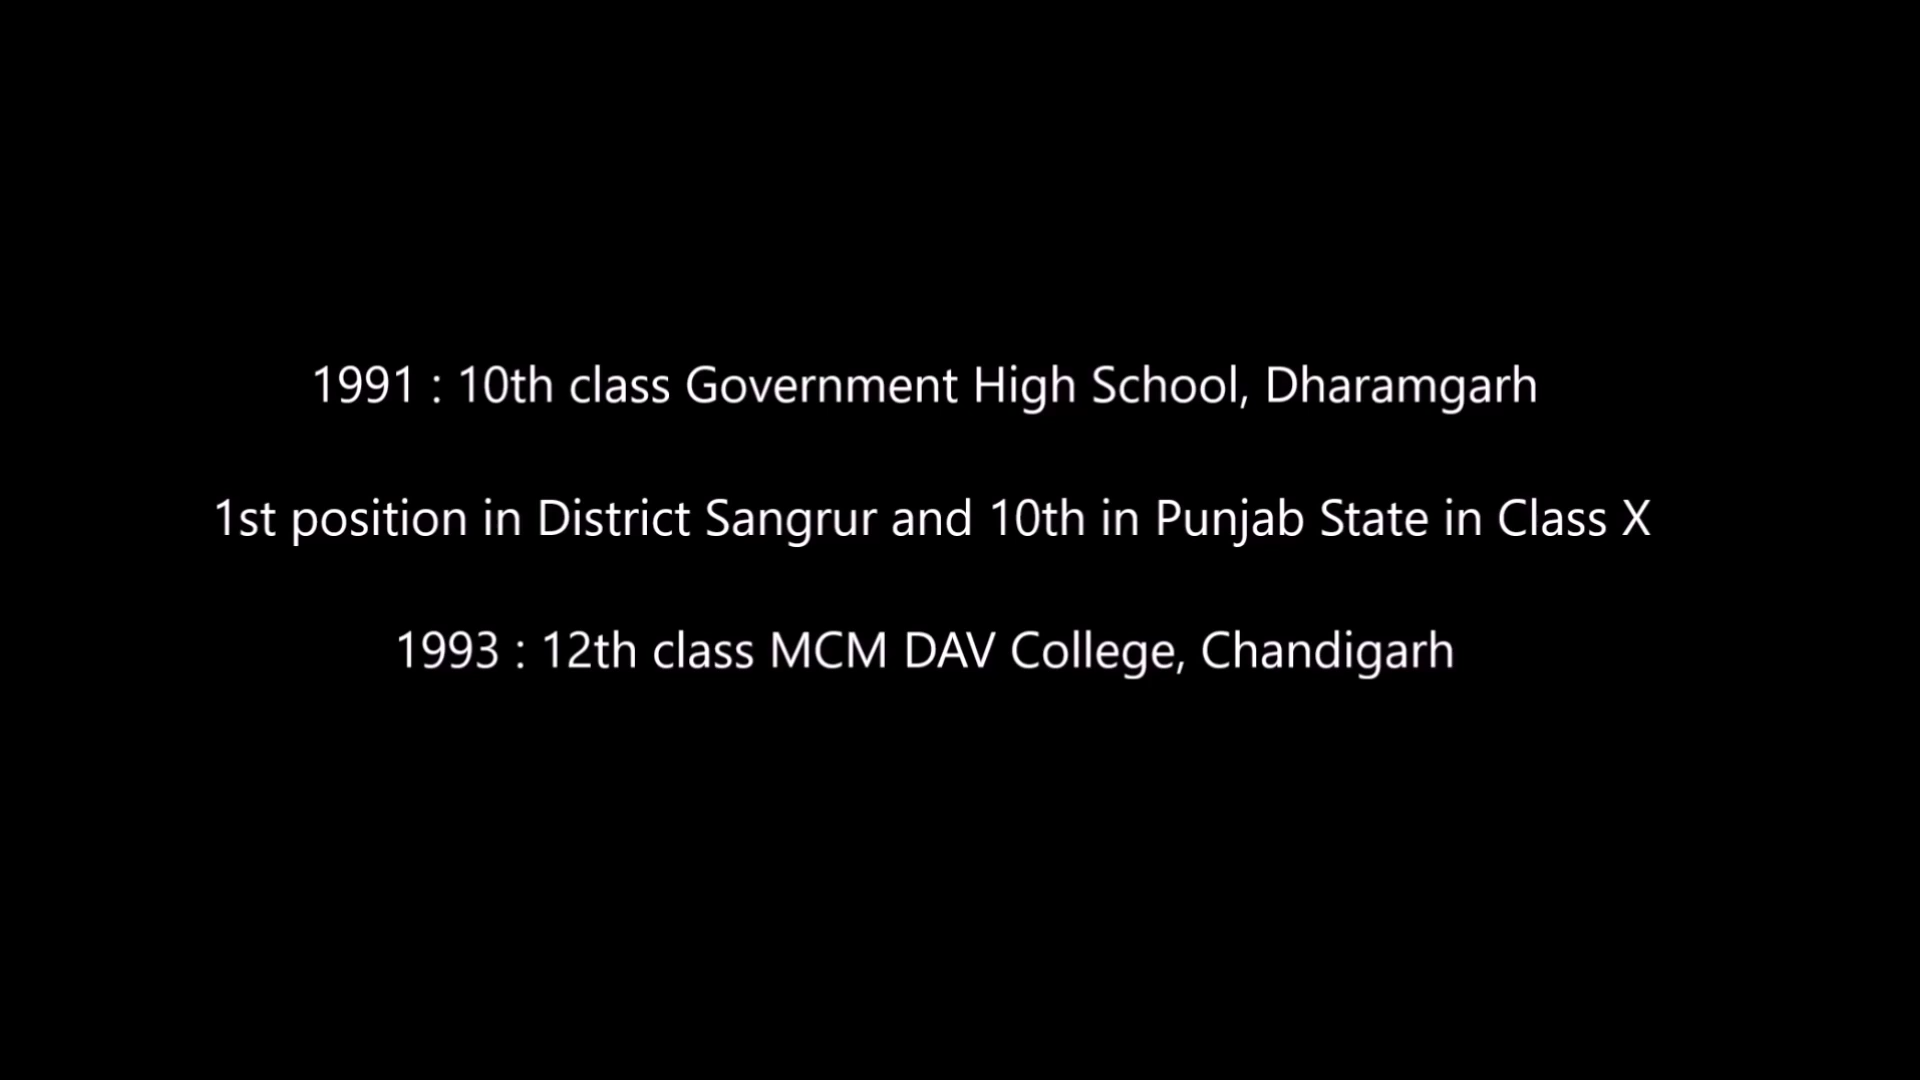 1991 : 10th class Government High School, Dharamgarh
1st position in District Sangrur and 10th in Punjab State in Class X
1993 : 12th class MCM DAV College, Chandigarh